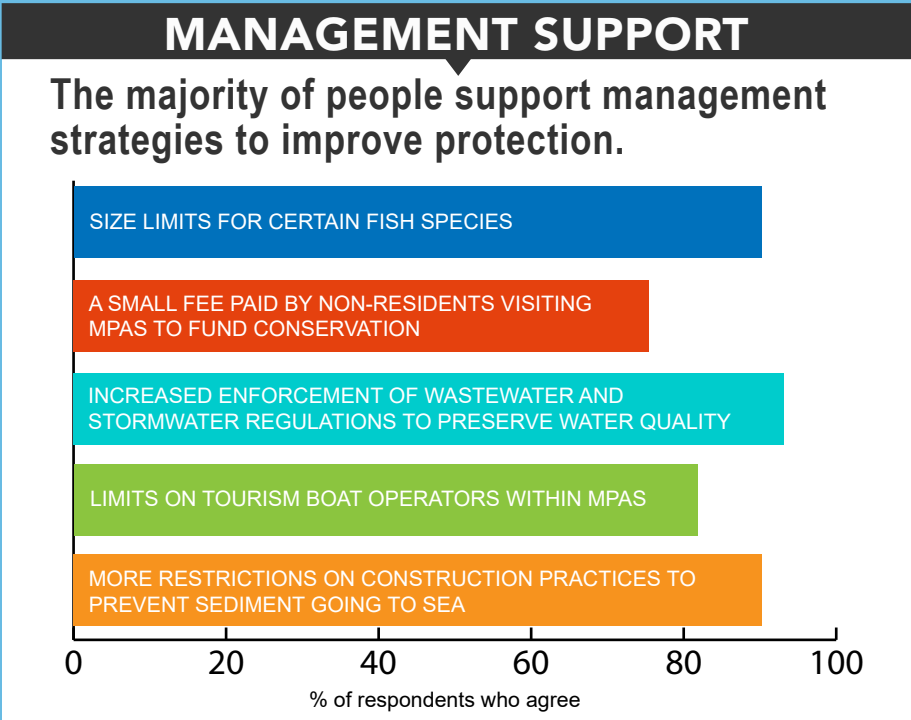 MANAGEMENT SUPPORT
The majority of people support management
strategies to improve protection.
SIZE LIMITS FOR CERTAIN FISH SPECIES
A SMALL FEE PAID BY NON-RESIDENTS VISITING
MPAS TO FUND CONSERVATION
INCREASED ENFORCEMENT OF WASTEWATER AND
STORMWATER REGULATIONS TO PRESERVE WATER QUALITY
LIMITS ON TOURISM BOAT OPERATORS WITHIN MPAS
MORE RESTRICTIONS ON CONSTRUCTION PRACTICES TO
PREVENT SEDIMENT GOING TO SEA
0 20 40 60 80 100
% of respondents who agree